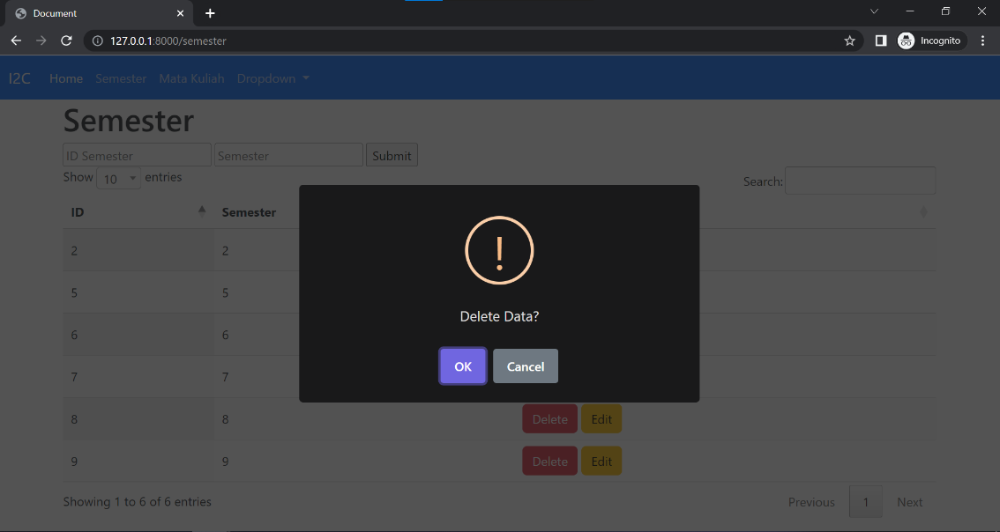 Document
127.0.0.1:8000/semester
Incognito
I2C Home Semester Mata Kuliah Dropdown
Semester
ID Semester Semester Submit
Show 10 entries
Search:
ID Semester
2 2
5 5
6 6
7 7
8 8 Delete Edit
9 9 Delete Edit
Showing 1 to 6 of 6 entries
Previous 1 Next
!
Delete Data?
OK Cancel